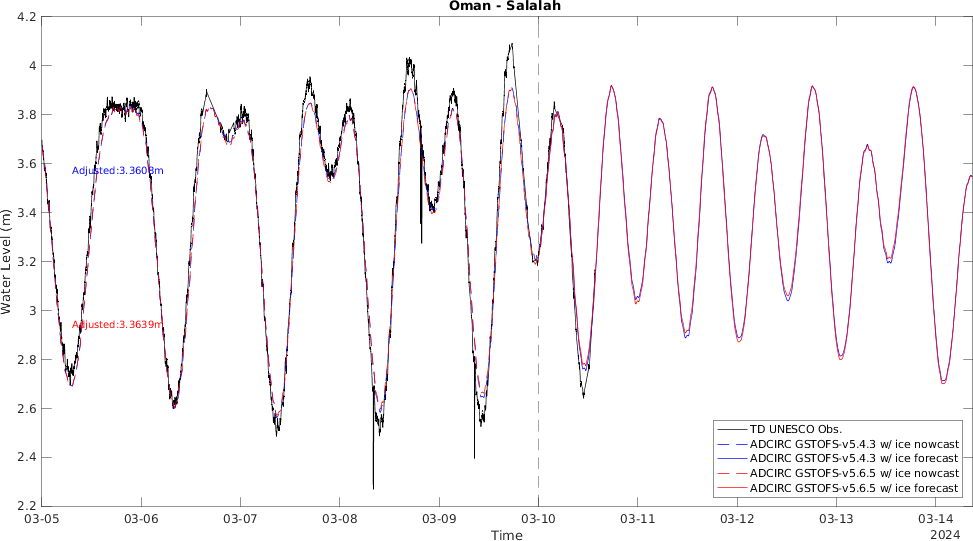 Oman - Salalah
4.2
4
3.8
3.6
3.4
3.2
3
2.8
2.6
2.4
2.2
Water Level (m)
Adjusted:3.3608m
Adjusted:3.3639m
TD UNESCO Obs.
ADCIRC GSTOFS-v5.4.3 w/ ice nowcast
ADCIRC GSTOFS-v5.4.3 w/ ice forecast
ADCIRC GSTOFS-v5.6.5 w/ ice nowcast
ADCIRC GSTOFS-v5.6.5 w/ ice forecast
03-05 03-06 03-07 03-08 03-09 03-10 03-11 03-12 03-13 03-14
Time 2024